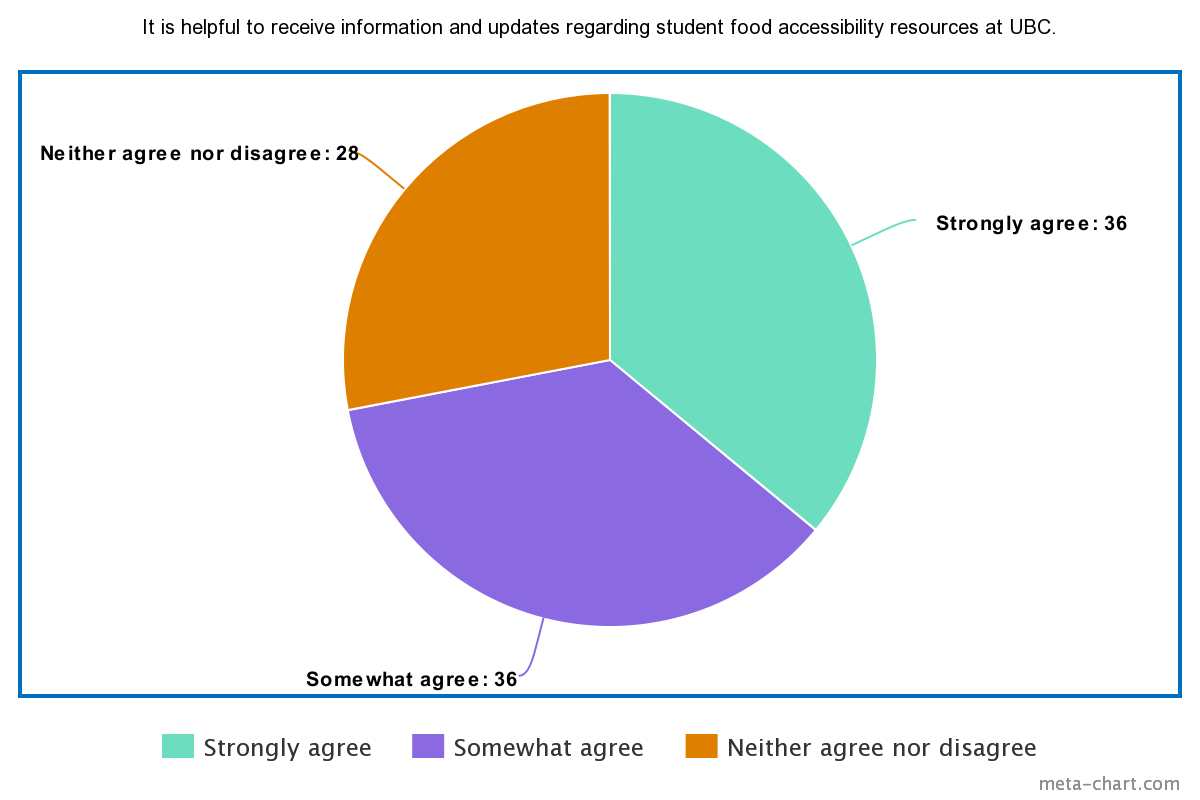 It is helpful to receive information and updates regarding student food accessibility resources at UBC.
Neither agree nor disagree: 28
Strongly agree: 36
Somewhat agree: 36
Strongly agree
Somewhat agree
Neither agree nor disagree
meta-chart.com